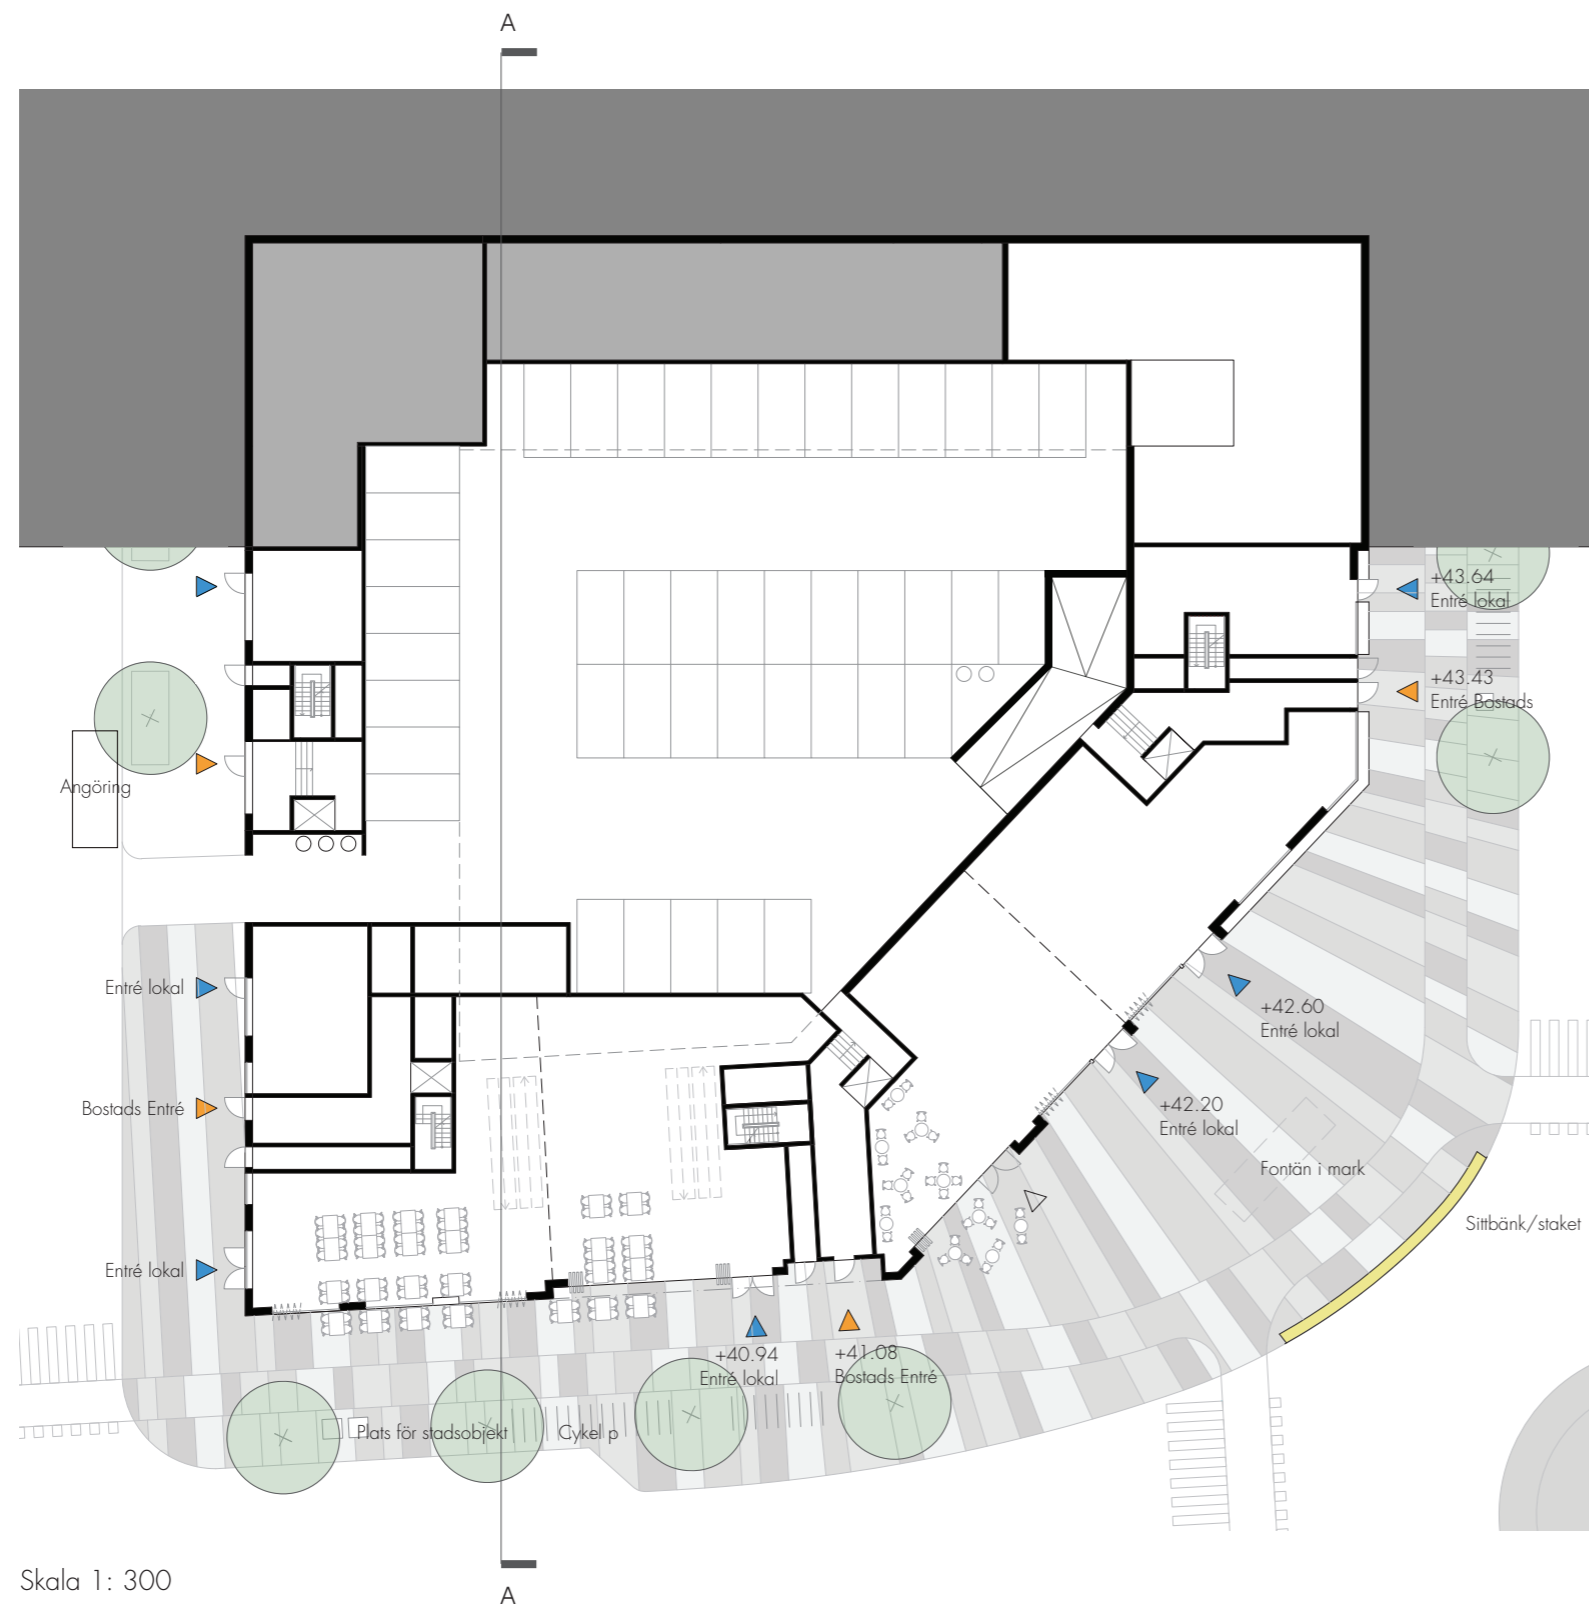 A
+43.64
Entré lokal
+43.43
Entré Bostads
Angöring
Entré lokal
+42.60
Entré lokal
Bostads Entré
+42.20
Entré lokal
Fontän i mark
Sittbänk/staket
Entré lokal
+40.94
Entré lokal
+41.08
Bostads Entré
Plats för stadsobjekt
Cykel p
Skala 1: 300
A